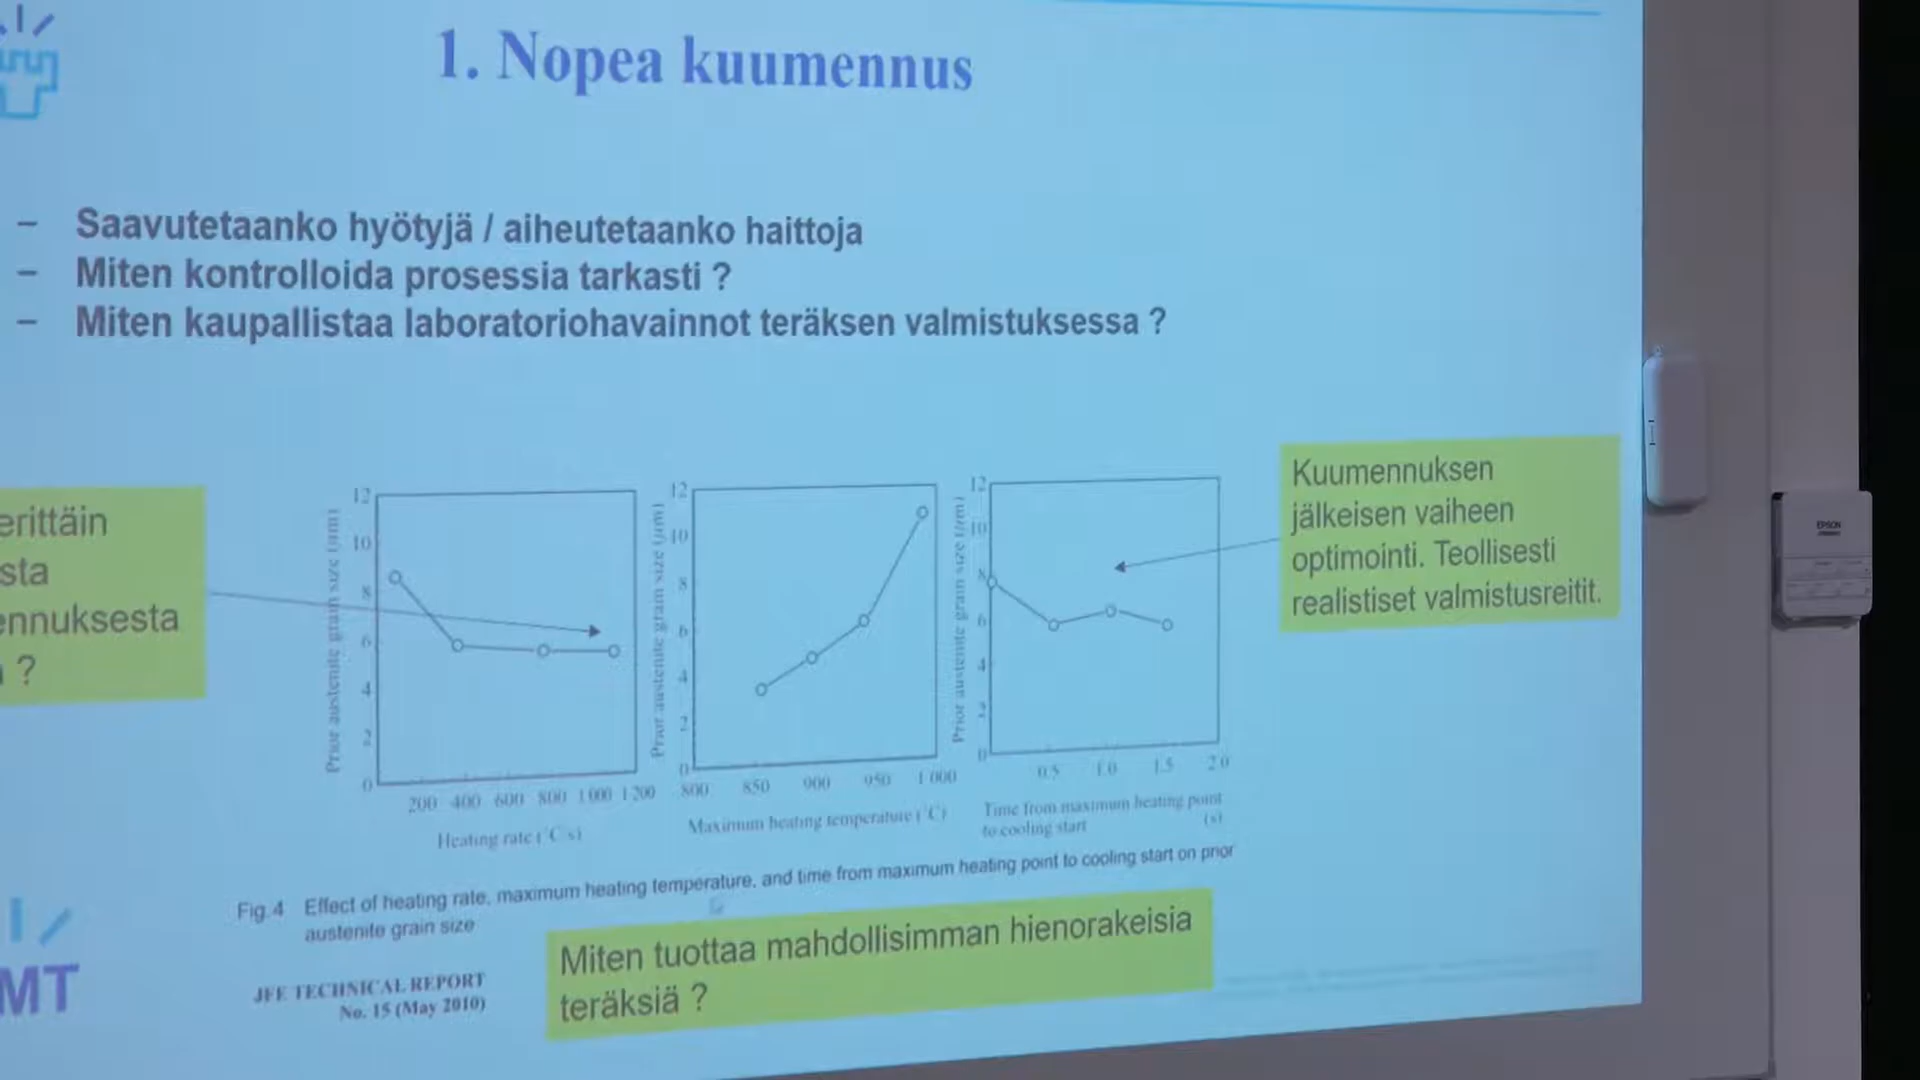 1. Nopea kuumennus
– Saavutetaanko hyötyjä / aiheutetaanko haittoja
– Miten kontrolloida prosessia tarkasti ?
– Miten kaupallistaa laboratoriohavainnot teräksen valmistuksessa ?
erittäin
sta
ennuksesta
?
Prior austenite grain size (μm)
12
10
8
6
4
2
0
200 400 600 800 1 000 1 200
Heating rate (°C/s)
Prior austenite grain size (μm)
12
10
8
6
4
2
0
800 850 900 950 1 000
Maximum heating temperature (°C)
Prior austenite grain size (μm)
12
10
8
6
4
2
0
0.5 1.0 1.5 2.0
Time from maximum heating point
to cooling start (s)
Kuumennuksen
jälkeisen vaiheen
optimointi. Teollisesti
realistiset valmistusreitit.
Fig.4 Effect of heating rate, maximum heating temperature, and time from maximum heating point to cooling start on prior
austenite grain size
JFE TECHNICAL REPORT
No. 15 (May 2010)
Miten tuottaa mahdollisimman hienorakeisia
teräksiä ?
MT
EPSON